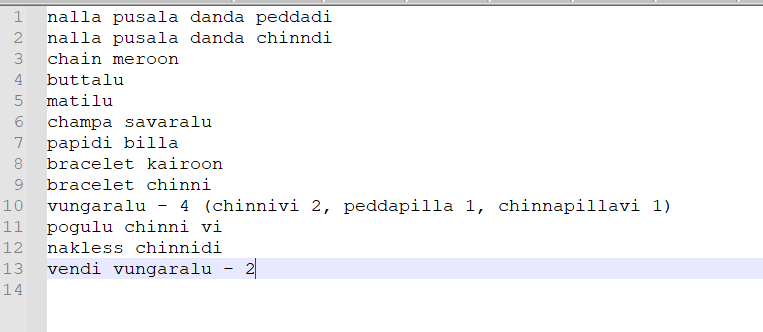 1 nalla pusala danda peddadi
2 nalla pusala danda chinndi
3 chain meroon
4 buttalu
5 matilu
6 champa savaralu
7 papidi billa
8 bracelet kairoon
9 bracelet chinni
10 vungaralu - 4 (chinnivi 2, peddapilla 1, chinnapillavi 1)
11 pogulu chinni vi
12 nakless chinnidi
13 vendi vungaralu - 2
14